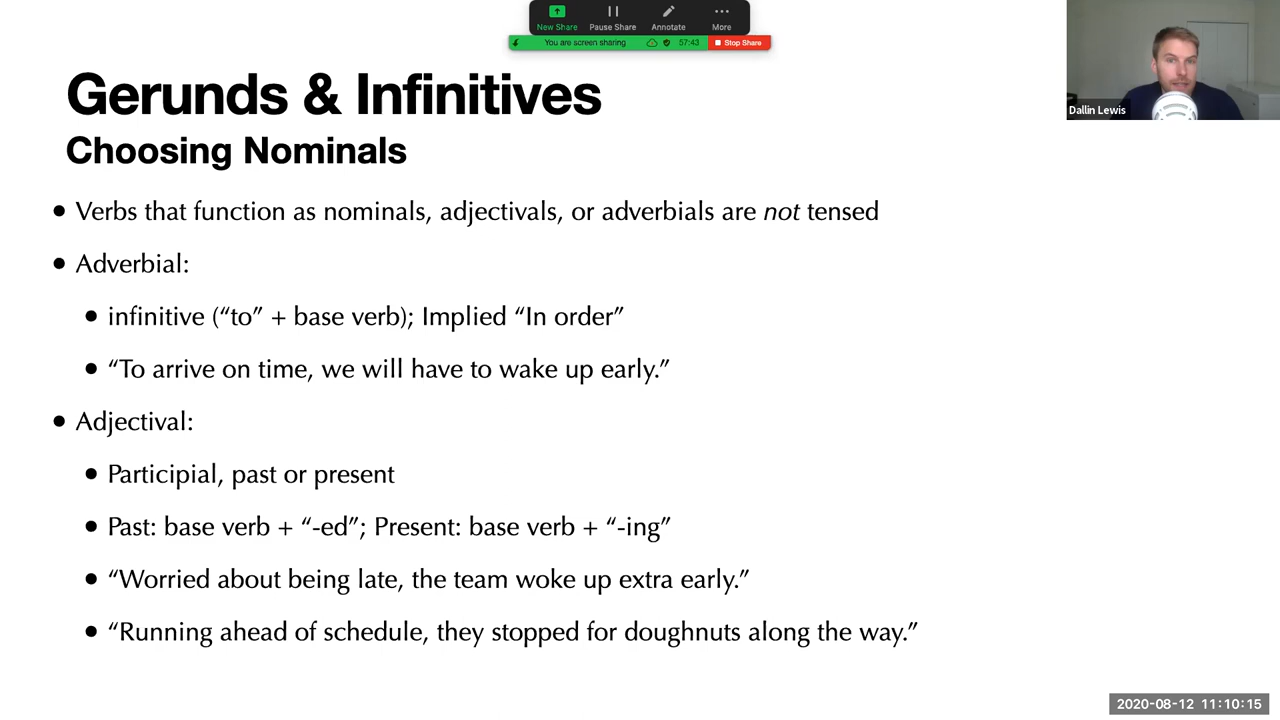 New Share
Pause Share
Annotate
More
You are screen sharing
57:43
Stop Share
Dallin Lewis
Gerunds & Infinitives
Choosing Nominals
• Verbs that function as nominals, adjectivals, or adverbials are not tensed
• Adverbial:
• infinitive (“to” + base verb); Implied “In order”
• “To arrive on time, we will have to wake up early.”
• Adjectival:
• Participial, past or present
• Past: base verb + “-ed”; Present: base verb + “-ing”
• “Worried about being late, the team woke up extra early.”
• “Running ahead of schedule, they stopped for doughnuts along the way.”
2020-08-12 11:10:15